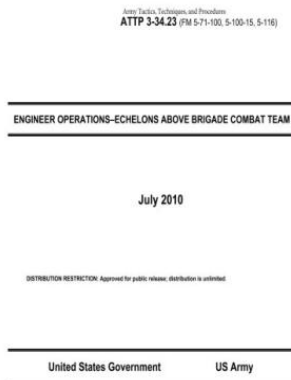 Army Tactics, Techniques, and Procedures
ATTP 3-34.23 (FM 5-71-100, 5-100-15, 5-116)
ENGINEER OPERATIONS–ECHELONS ABOVE BRIGADE COMBAT TEAM
July 2010
DISTRIBUTION RESTRICTION: Approved for public release; distribution is unlimited.
United States Government US Army